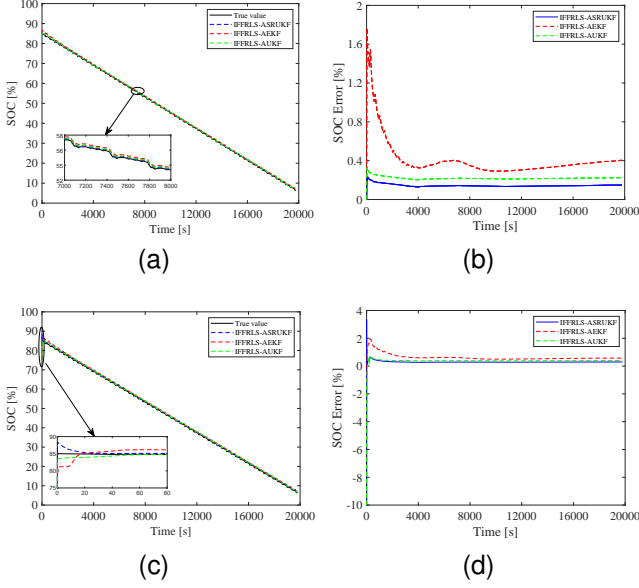 100
90
80
70
60
50
40
30
20
10
0
SOC [%]
True value
IFFRLS-ASRUKF
IFFRLS-AEKF
IFFRLS-AUKF
58
56
54
52
7000 7200 7400 7600 7800 8000
0 4000 8000 12000 16000 20000
Time [s]
(a)
2
1.6
1.2
0.8
0.4
0
SOC Error [%]
IFFRLS-ASRUKF
IFFRLS-AEKF
IFFRLS-AUKF
0 4000 8000 12000 16000 20000
Time [s]
(b)
100
90
80
70
60
50
40
30
20
10
0
SOC [%]
True value
IFFRLS-ASRUKF
IFFRLS-AEKF
IFFRLS-AUKF
90
85
80
75
0 20 40 60 80
0 4000 8000 12000 16000 20000
Time [s]
(c)
4
2
0
-2
-4
-6
-8
-10
SOC Error [%]
IFFRLS-ASRUKF
IFFRLS-AEKF
IFFRLS-AUKF
0 4000 8000 12000 16000 20000
Time [s]
(d)